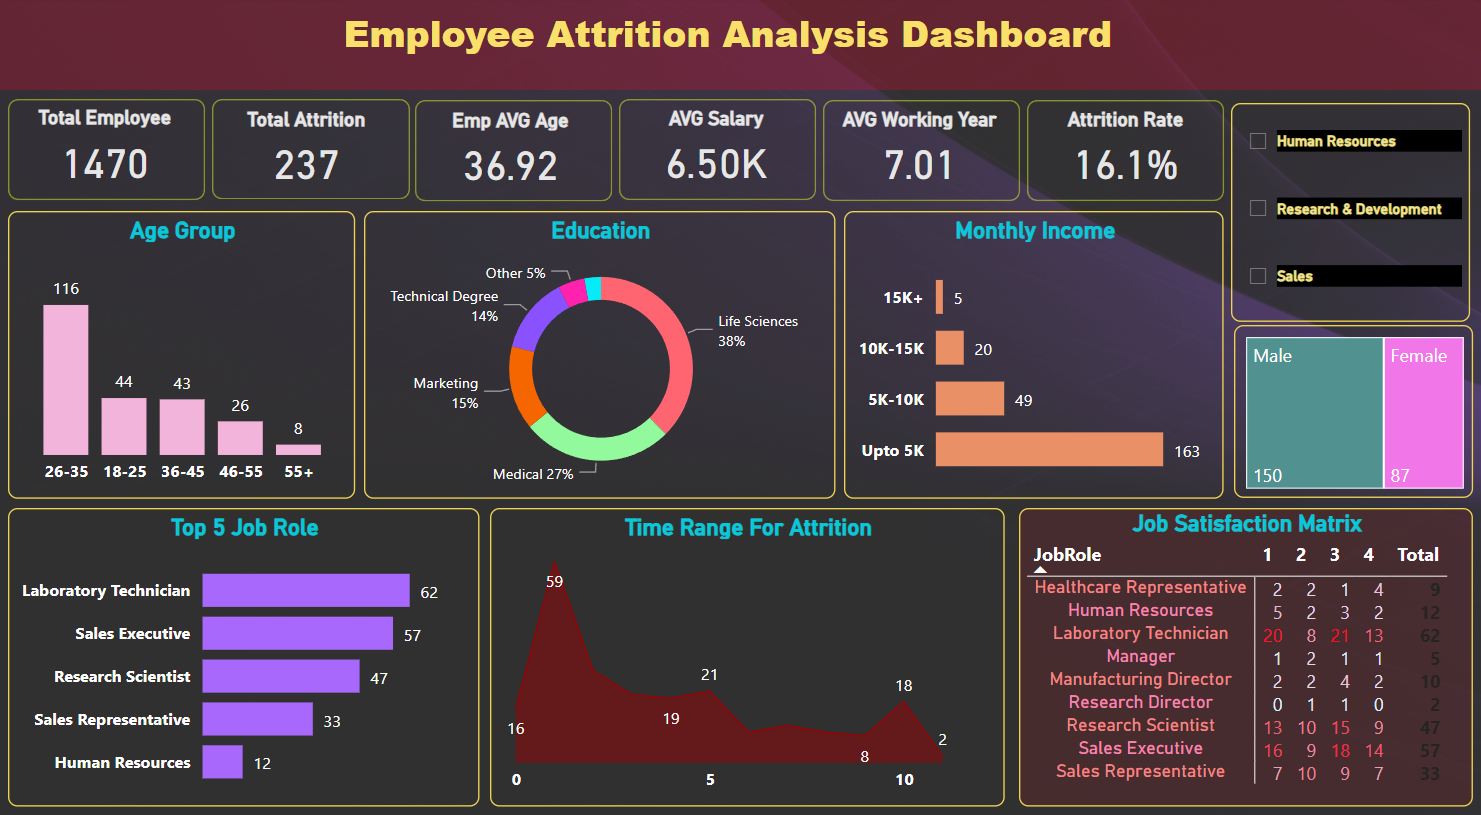 Employee Attrition Analysis Dashboard
Total Employee
1470
Total Attrition
237
Emp AVG Age
36.92
AVG Salary
6.50K
AVG Working Year
7.01
Attrition Rate
16.1%
Human Resources
Research & Development
Sales
Age Group
116
44
43
26
8
26-35 18-25 36-45 46-55 55+
Education
Other 5%
Technical Degree
14%
Life Sciences
38%
Marketing
15%
Medical 27%
Monthly Income
15K+ 5
10K-15K 20
5K-10K 49
Upto 5K 163
Male
150
Female
87
Top 5 Job Role
Laboratory Technician 62
Sales Executive 57
Research Scientist 47
Sales Representative 33
Human Resources 12
Time Range For Attrition
59
21
18
16
19
8
2
0 5 10
Job Satisfaction Matrix
JobRole 1 2 3 4 Total
Healthcare Representative 2 2 1 4 9
Human Resources 5 2 3 2 12
Laboratory Technician 20 8 21 13 62
Manager 1 2 1 1 5
Manufacturing Director 2 2 4 2 10
Research Director 0 1 1 0 2
Research Scientist 13 10 15 9 47
Sales Executive 16 9 18 14 57
Sales Representative 7 10 9 7 33